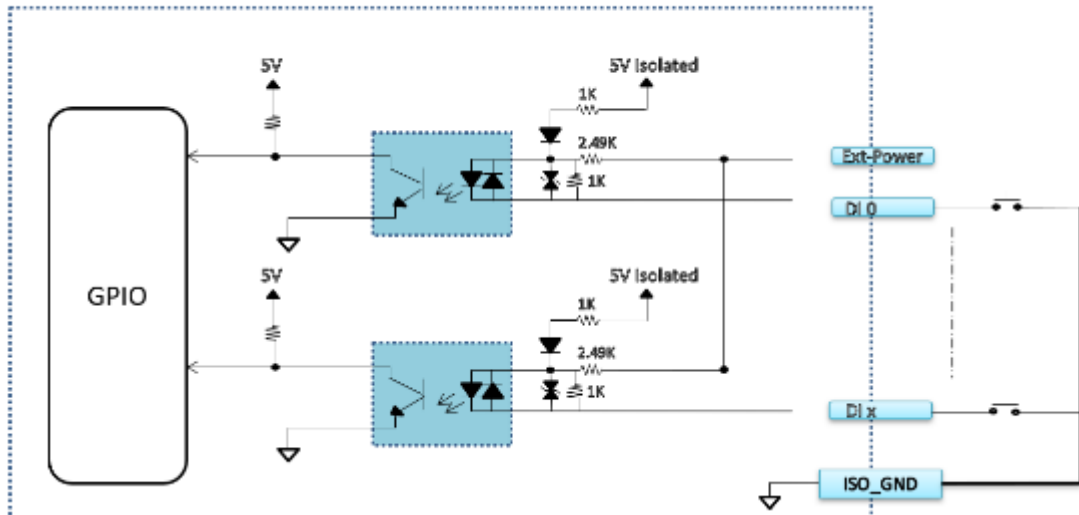 5V
5V Isolated
1K
2.49K
1K
Ext-Power
DI 0
GPIO
5V
5V Isolated
1K
2.49K
1K
DI x
ISO_GND